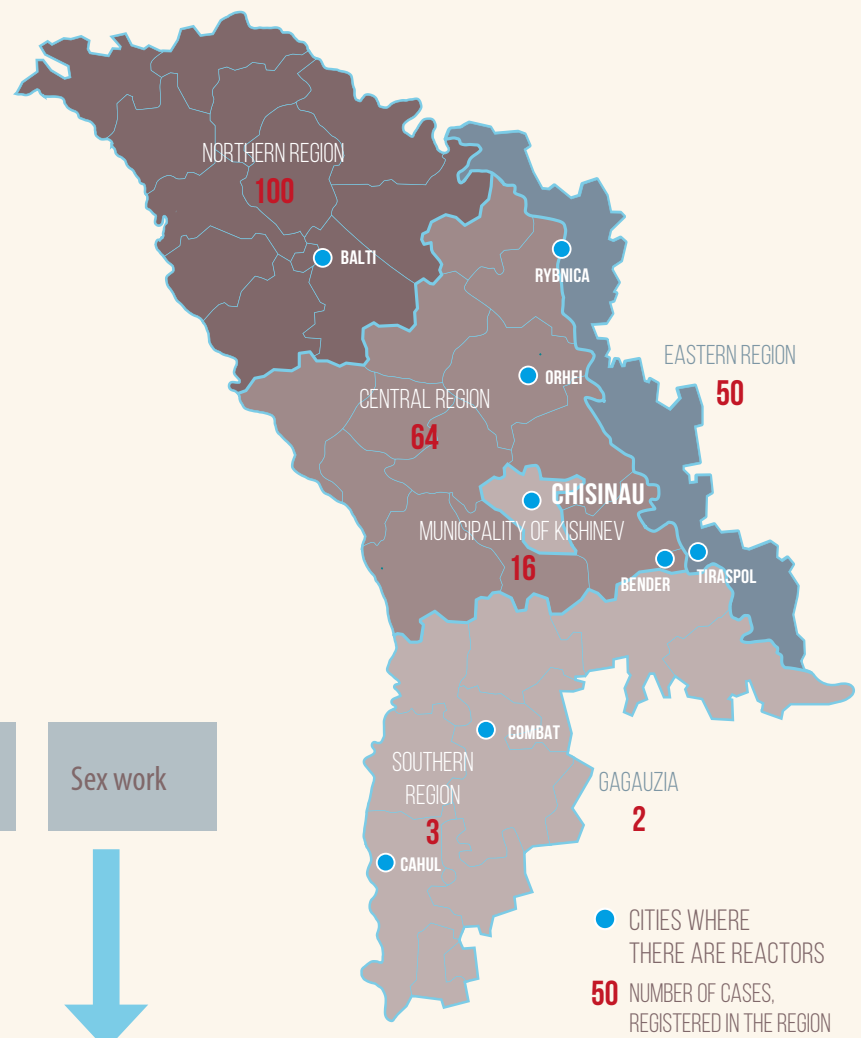 NORTHERN REGION
100
BALTI
RYBNICA
EASTERN REGION
50
ORHEI
CENTRAL REGION
64
CHISINAU
MUNICIPALITY OF KISHINEV
16
BENDER
TIRASPOL
COMBAT
SOUTHERN
REGION
3
GAGAUZIA
2
CAHUL
Sex work
CITIES WHERE
THERE ARE REACTORS
50 NUMBER OF CASES,
REGISTERED IN THE REGION